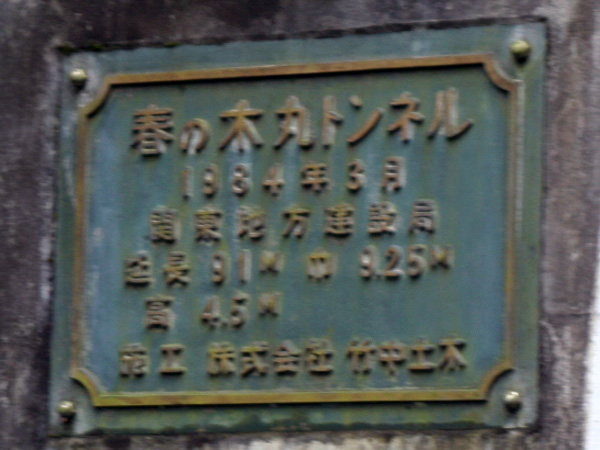 春の木丸トンネル
1984年3月
関東地方建設局
延長 91M 巾 9.25M
高 4.5M
施工 株式会社 竹中土木